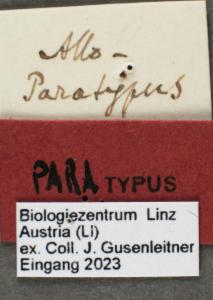 Allo-
Paratypus
PARATYPUS
Biologiezentrum Linz
Austria (Li)
ex. Coll. J. Gusenleitner
Eingang 2023